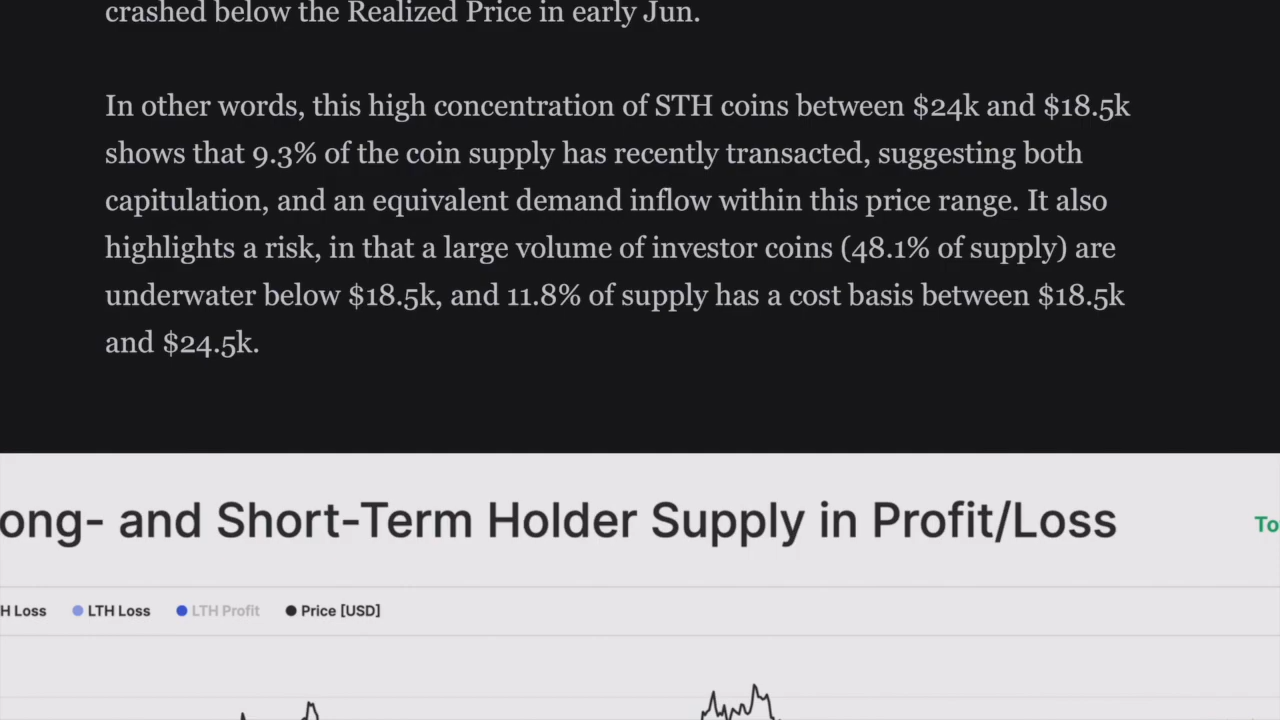 crashed below the Realized Price in early Jun.
In other words, this high concentration of STH coins between $24k and $18.5k
shows that 9.3% of the coin supply has recently transacted, suggesting both
capitulation, and an equivalent demand inflow within this price range. It also
highlights a risk, in that a large volume of investor coins (48.1% of supply) are
underwater below $18.5k, and 11.8% of supply has a cost basis between $18.5k
and $24.5k.
ong- and Short-Term Holder Supply in Profit/Loss
To
H Loss LTH Loss LTH Profit Price [USD]